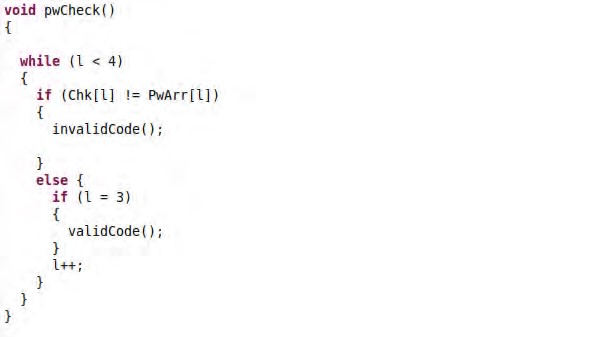 void pwCheck()
{
while (l < 4)
{
if (Chk[l] != PwArr[l])
{
invalidCode();
}
else {
if (l = 3)
{
validCode();
}
l++;
}
}
}